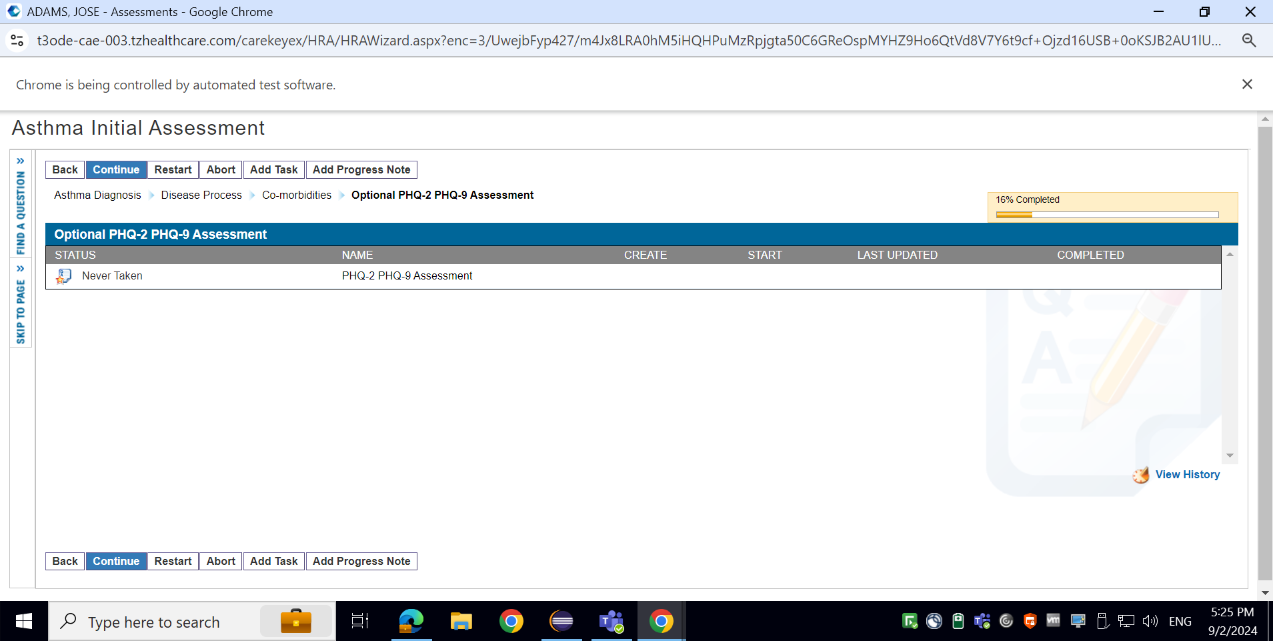 ADAMS, JOSE - Assessments - Google Chrome
t3ode-cae-003.tzhealthcare.com/carekeyex/HRA/HRAWizard.aspx?enc=3/UwejbFyp427/m4Jx8LRA0hM5iHQHPuMzRpjgta50C6GReOspMYHZ9Ho6QtVd8V7Y6t9cf+Ojzd16USB+0oKSJB2AU1lU...
Chrome is being controlled by automated test software.
Asthma Initial Assessment
FIND A QUESTION
SKIP TO PAGE
Back Continue Restart Abort Add Task Add Progress Note
Asthma Diagnosis Disease Process Co-morbidities Optional PHQ-2 PHQ-9 Assessment
16% Completed
Optional PHQ-2 PHQ-9 Assessment
STATUS NAME CREATE START LAST UPDATED COMPLETED
Never Taken PHQ-2 PHQ-9 Assessment
Q
A
View History
Back Continue Restart Abort Add Task Add Progress Note
Type here to search
ENG
5:25 PM
9/2/2024